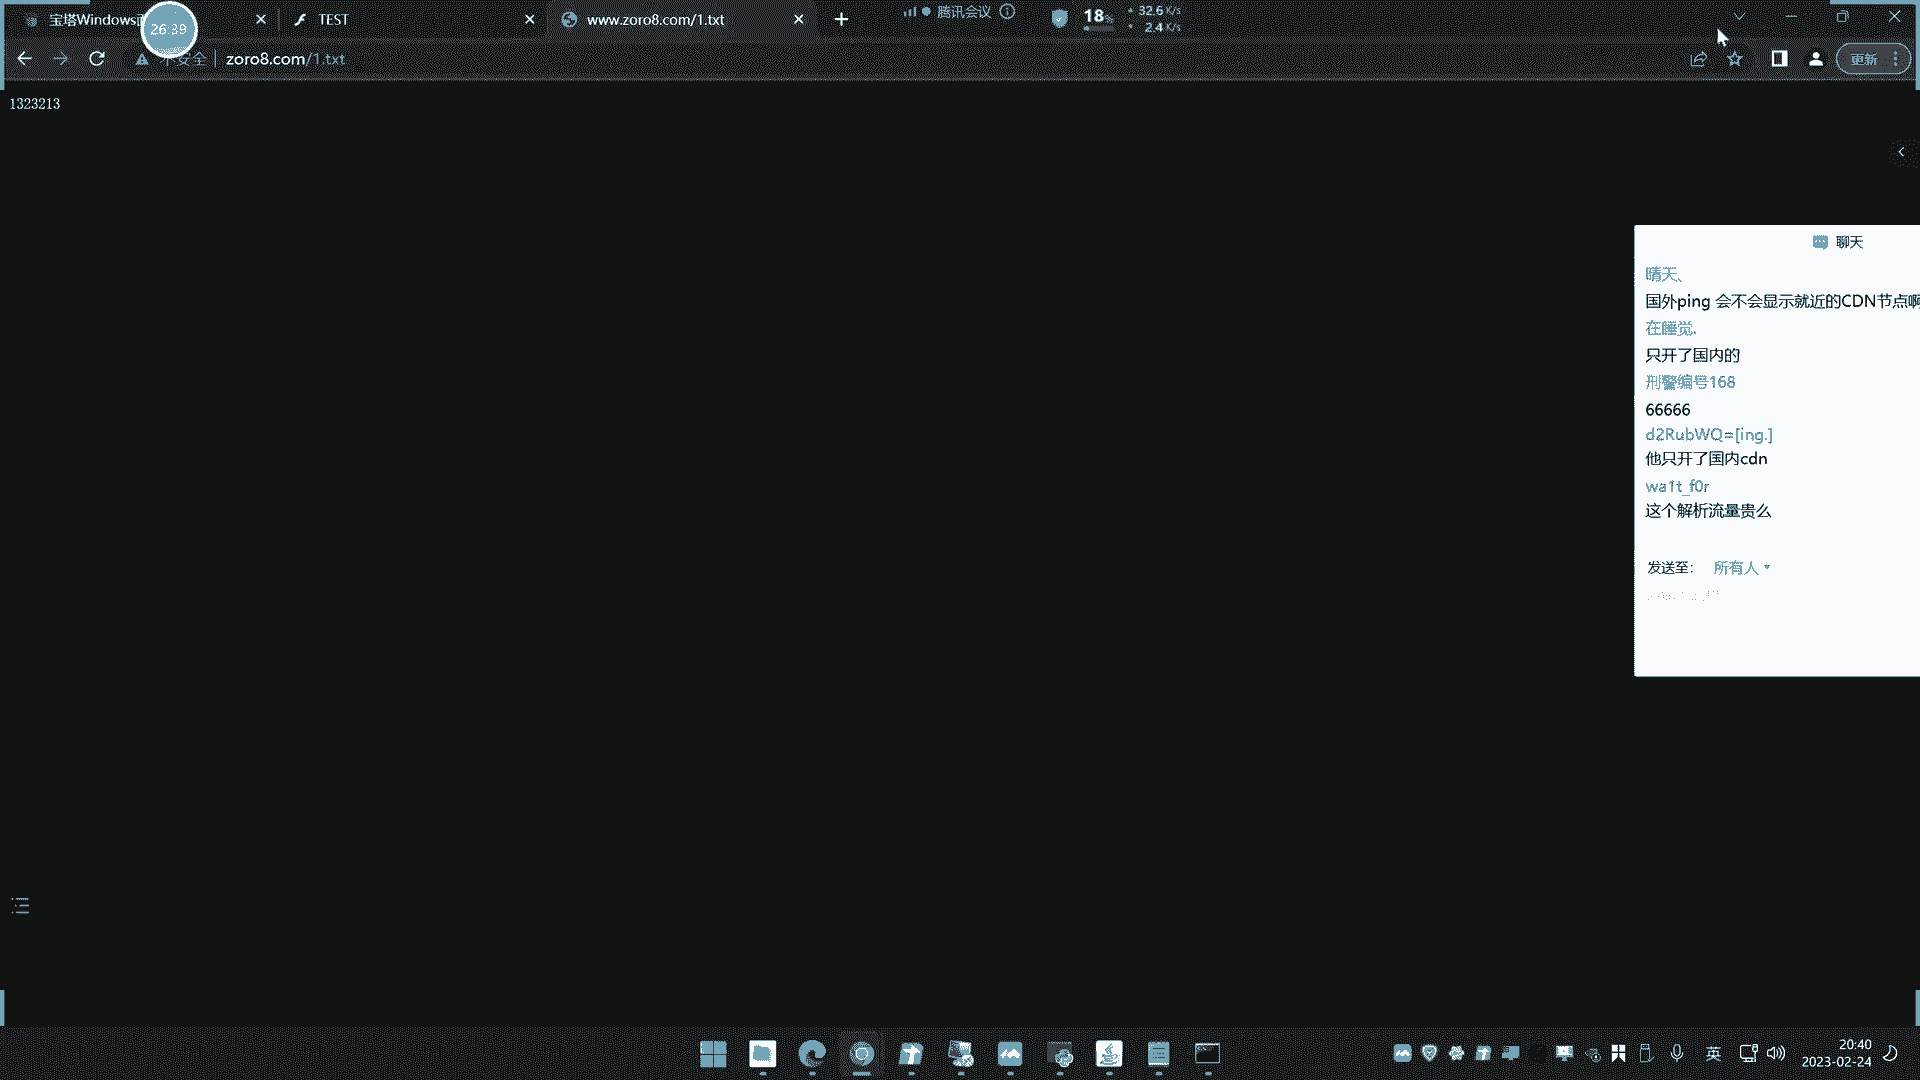 宝塔Windows
26:39
TEST
www.zoro8.com/1.txt
腾讯会议
18%
32.6 K/s
2.4 K/s
不安全
zoro8.com/1.txt
更新
1323213
聊天
晴天、
国外ping 会不会显示就近的CDN节点啊
在睡觉.
只开了国内的
刑警编号168
66666
d2RubWQ=[ing.]
他只开了国内cdn
wa1t_f0r
这个解析流量贵么
发送至：
所有人
英
20:40
2023-02-24